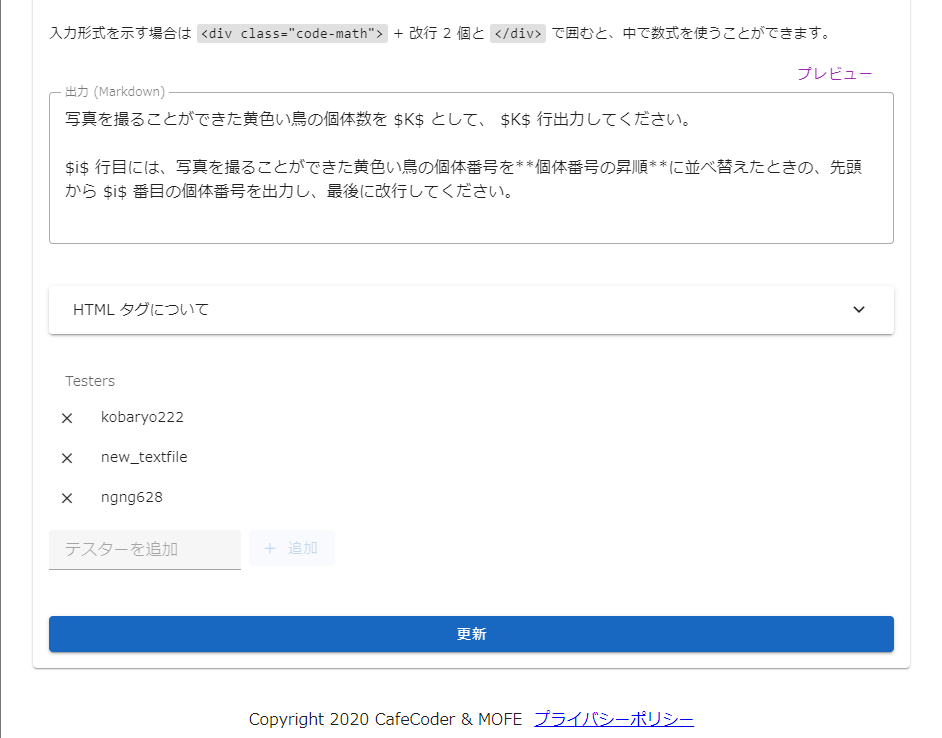 入力形式を示す場合は <div class="code-math"> + 改行 2 個と </div> で囲むと、中で数式を使うことができます。
プレビュー
出力 (Markdown)
写真を撮ることができた黄色い鳥の個体数を $K$ として、 $K$ 行出力してください。
$i$ 行目には、写真を撮ることができた黄色い鳥の個体番号を**個体番号の昇順**に並べ替えたときの、先頭
から $i$ 番目の個体番号を出力し、最後に改行してください。
HTML タグについて
Testers
kobaryo222
new_textfile
ngng628
テスターを追加
+ 追加
更新
Copyright 2020 CafeCoder & MOFE プライバシーポリシー